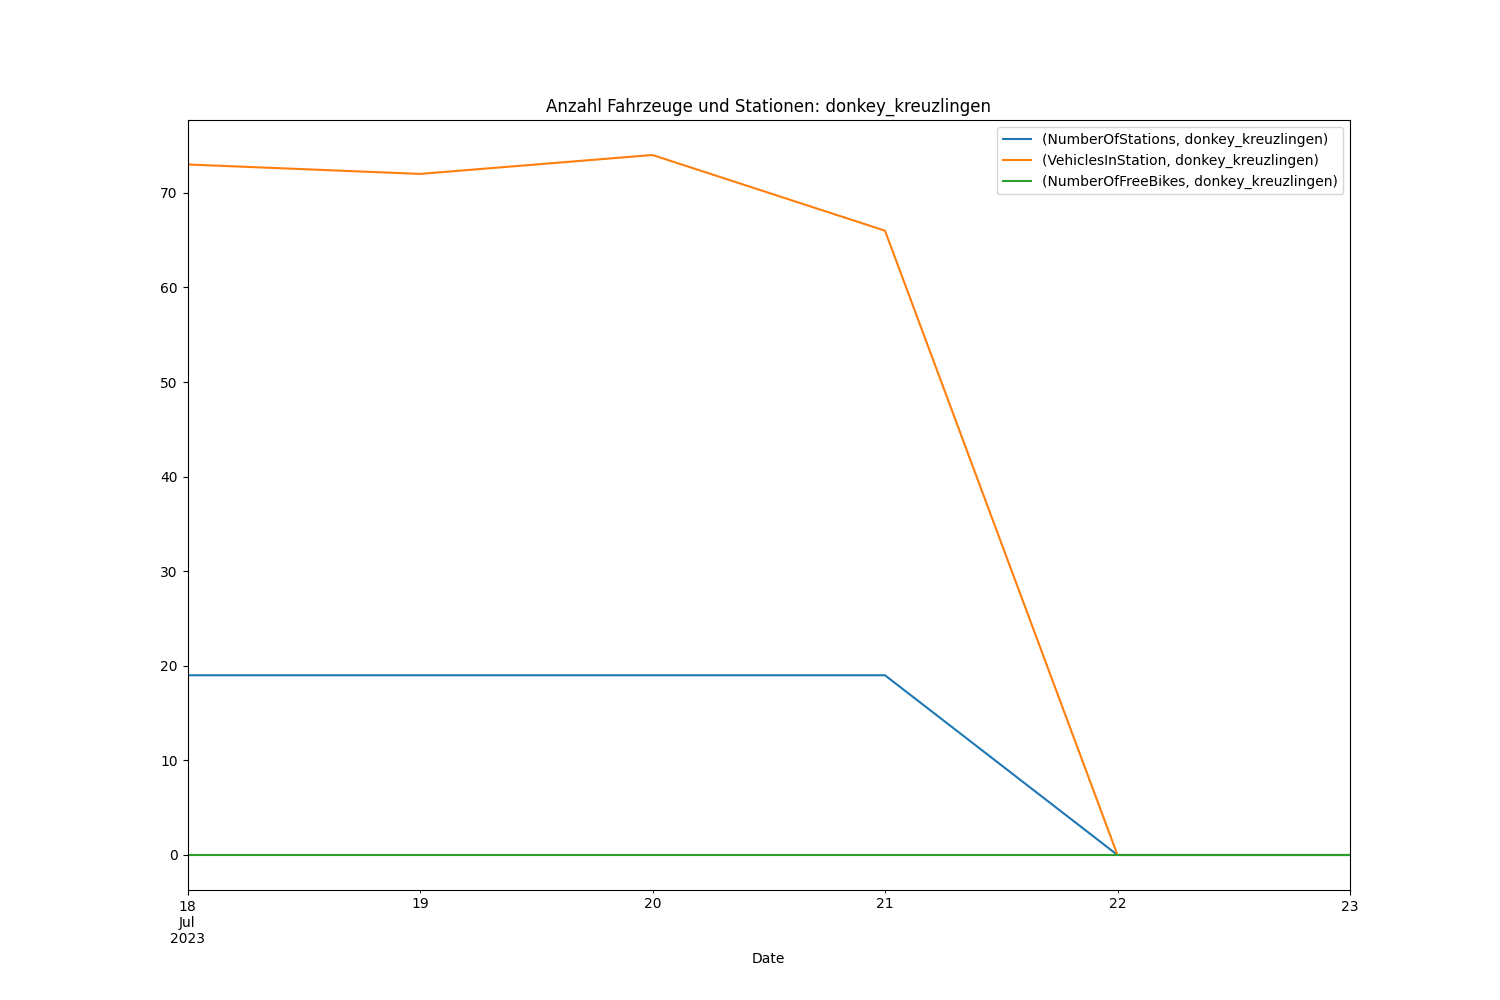 Anzahl Fahrzeuge und Stationen: donkey_kreuzlingen
(NumberOfStations, donkey_kreuzlingen)
(VehiclesInStation, donkey_kreuzlingen)
(NumberOfFreeBikes, donkey_kreuzlingen)
70
60
50
40
30
20
10
0
18 19 20 21 22 23
Jul
2023
Date